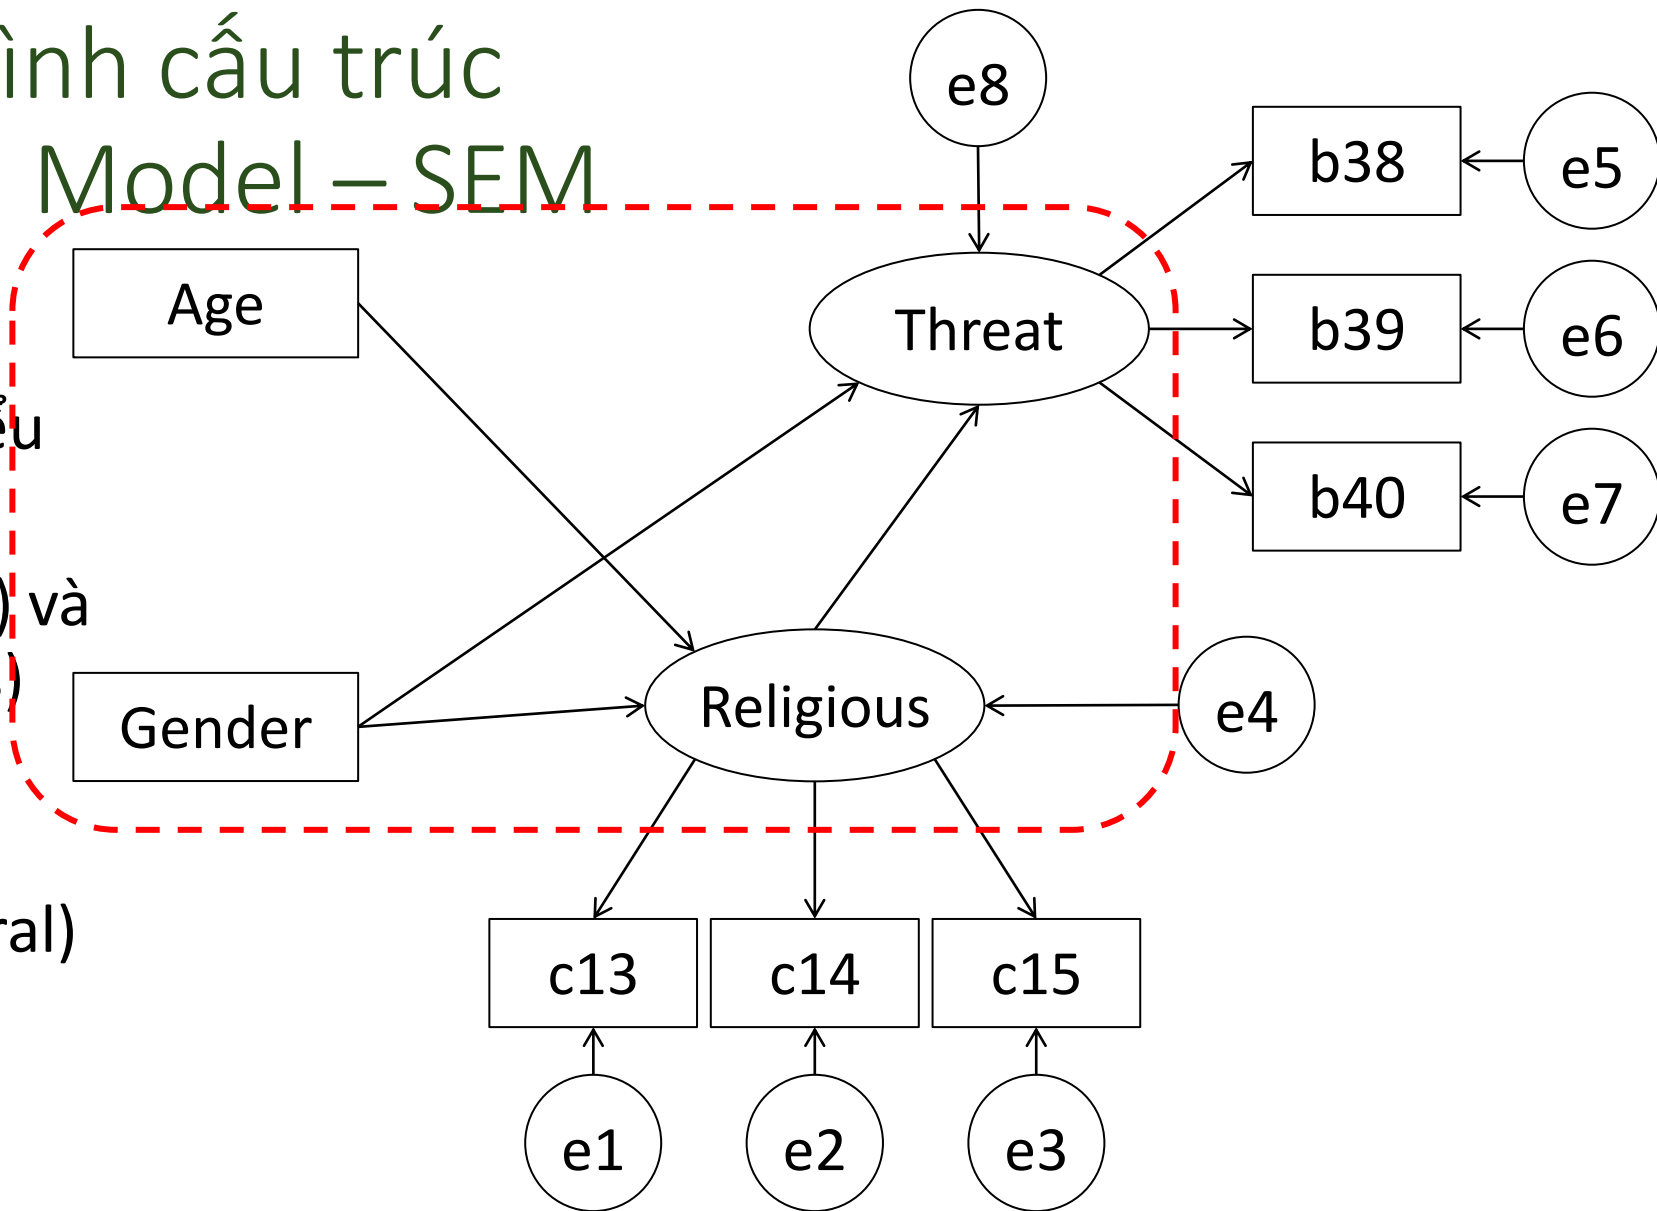 ình cấu trúc
Model – SEM
e8
b38
e5
Age
Threat
b39
e6
ểu
b40
e7
) và
)
Gender
Religious
e4
ral)
c13
c14
c15
e1
e2
e3